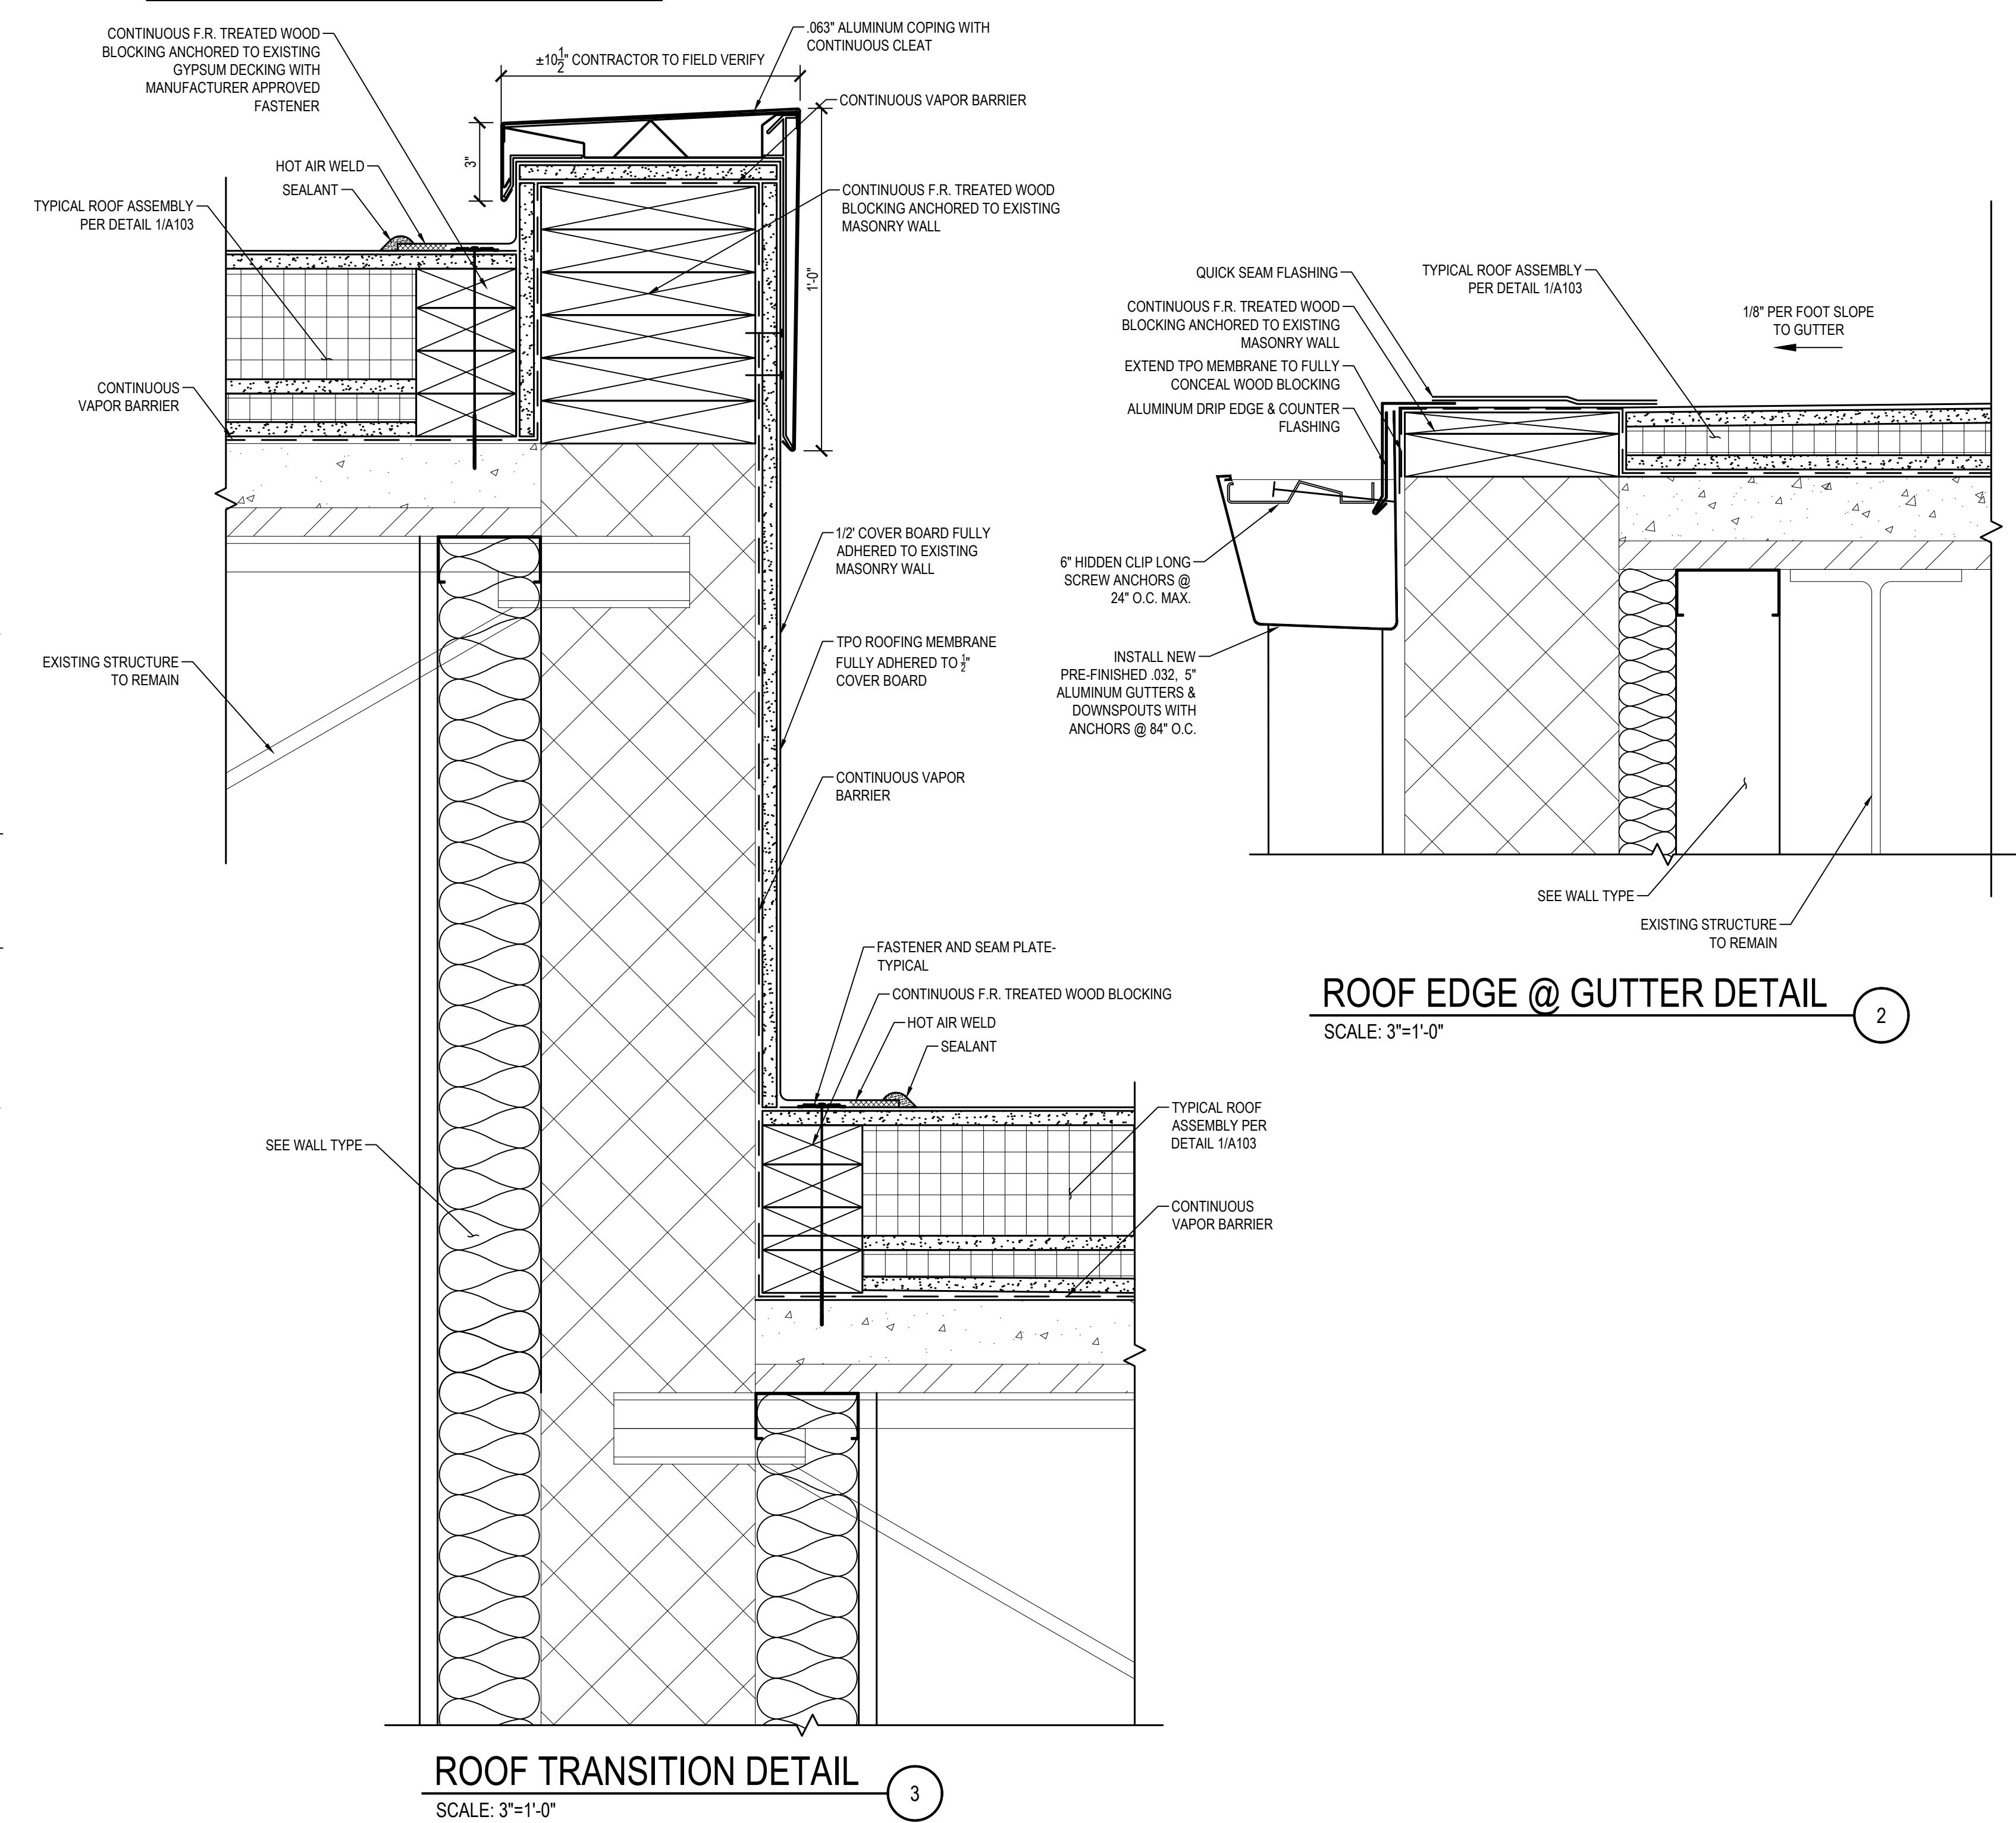 CONTINUOUS F.R. TREATED WOOD
BLOCKING ANCHORED TO EXISTING
GYPSUM DECKING WITH
MANUFACTURER APPROVED
FASTENER
±10 1/2" CONTRACTOR TO FIELD VERIFY
.063" ALUMINUM COPING WITH
CONTINUOUS CLEAT
CONTINUOUS VAPOR BARRIER
3"
1'-0"
HOT AIR WELD
SEALANT
TYPICAL ROOF ASSEMBLY
PER DETAIL 1/A103
CONTINUOUS F.R. TREATED WOOD
BLOCKING ANCHORED TO EXISTING
MASONRY WALL
CONTINUOUS
VAPOR BARRIER
1/2' COVER BOARD FULLY
ADHERED TO EXISTING
MASONRY WALL
TPO ROOFING MEMBRANE
FULLY ADHERED TO 1/2"
COVER BOARD
EXISTING STRUCTURE
TO REMAIN
CONTINUOUS VAPOR
BARRIER
FASTENER AND SEAM PLATE-
TYPICAL
CONTINUOUS F.R. TREATED WOOD BLOCKING
HOT AIR WELD
SEALANT
TYPICAL ROOF
ASSEMBLY PER
DETAIL 1/A103
SEE WALL TYPE
CONTINUOUS
VAPOR BARRIER
ROOF TRANSITION DETAIL
3
SCALE: 3"=1'-0"
QUICK SEAM FLASHING
TYPICAL ROOF ASSEMBLY
PER DETAIL 1/A103
CONTINUOUS F.R. TREATED WOOD
BLOCKING ANCHORED TO EXISTING
MASONRY WALL
1/8" PER FOOT SLOPE
TO GUTTER
EXTEND TPO MEMBRANE TO FULLY
CONCEAL WOOD BLOCKING
ALUMINUM DRIP EDGE & COUNTER
FLASHING
6" HIDDEN CLIP LONG
SCREW ANCHORS @
24" O.C. MAX.
INSTALL NEW
PRE-FINISHED .032, 5"
ALUMINUM GUTTERS &
DOWNSPOUTS WITH
ANCHORS @ 84" O.C.
SEE WALL TYPE
EXISTING STRUCTURE
TO REMAIN
ROOF EDGE @ GUTTER DETAIL
2
SCALE: 3"=1'-0"